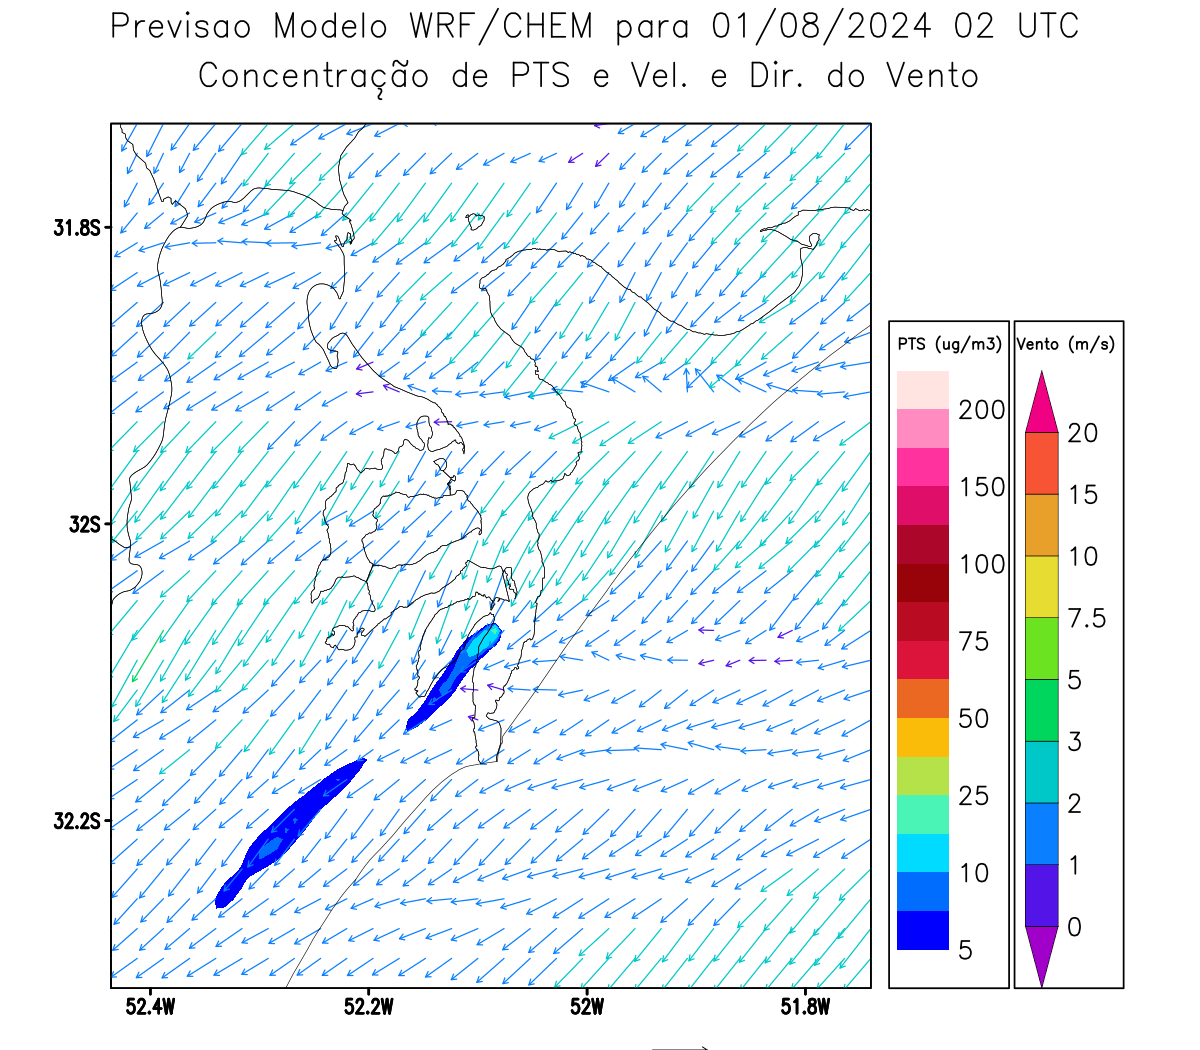 Previsao Modelo WRF/CHEM para 01/08/2024 02 UTC
Concentração de PTS e Vel. e Dir. do Vento
31.8S
32S
32.2S
52.4W
52.2W
52W
51.8W
PTS (ug/m3)
200
150
100
75
50
25
10
5
Vento (m/s)
20
15
10
7.5
5
3
2
1
0